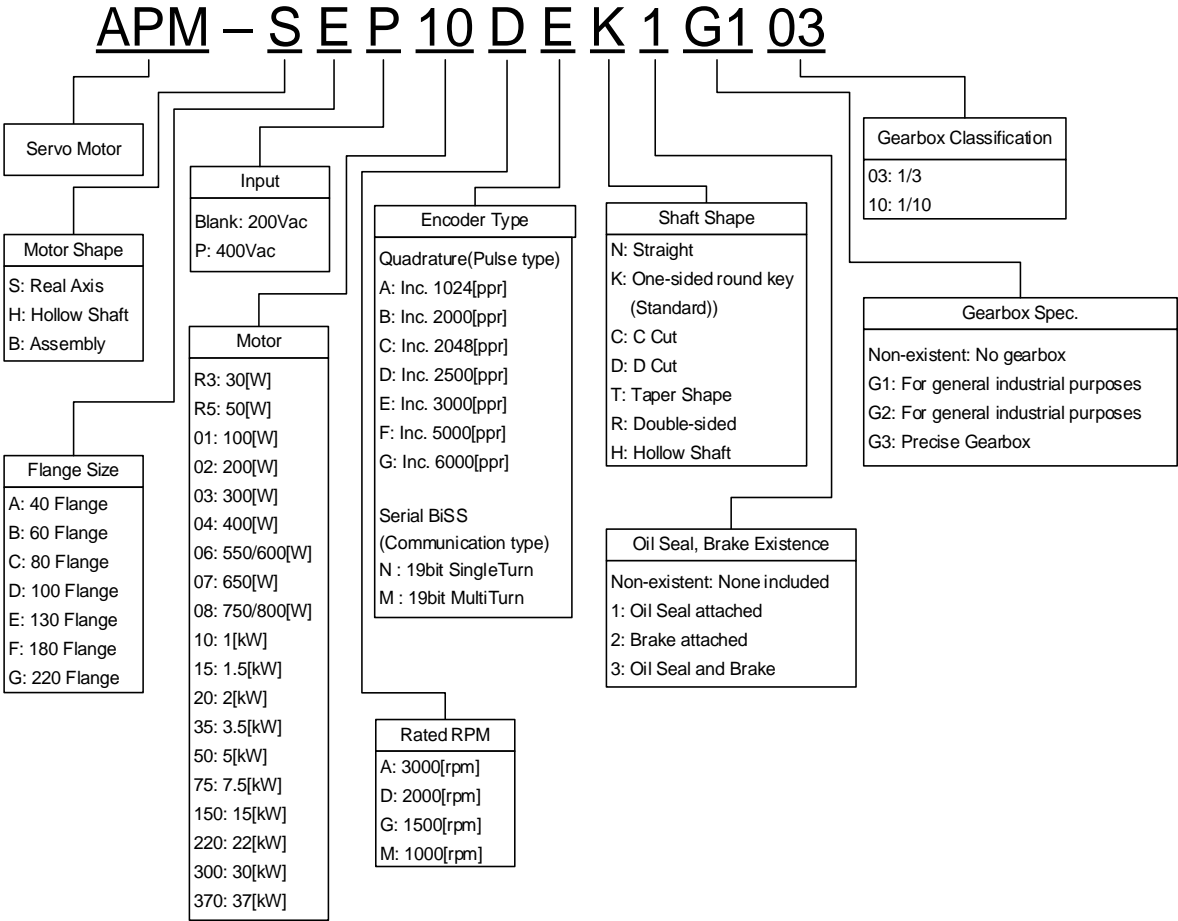 APM – S E P 10 D E K 1 G1 03
Servo Motor
Motor Shape
S: Real Axis
H: Hollow Shaft
B: Assembly
Flange Size
A: 40 Flange
B: 60 Flange
C: 80 Flange
D: 100 Flange
E: 130 Flange
F: 180 Flange
G: 220 Flange
Input
Blank: 200Vac
P: 400Vac
Motor
R3: 30[W]
R5: 50[W]
01: 100[W]
02: 200[W]
03: 300[W]
04: 400[W]
06: 550/600[W]
07: 650[W]
08: 750/800[W]
10: 1[kW]
15: 1.5[kW]
20: 2[kW]
35: 3.5[kW]
50: 5[kW]
75: 7.5[kW]
150: 15[kW]
220: 22[kW]
300: 30[kW]
370: 37[kW]
Encoder Type
Quadrature(Pulse type)
A: Inc. 1024[ppr]
B: Inc. 2000[ppr]
C: Inc. 2048[ppr]
D: Inc. 2500[ppr]
E: Inc. 3000[ppr]
F: Inc. 5000[ppr]
G: Inc. 6000[ppr]
Serial BiSS
(Communication type)
N : 19bit SingleTurn
M : 19bit MultiTurn
Rated RPM
A: 3000[rpm]
D: 2000[rpm]
G: 1500[rpm]
M: 1000[rpm]
Shaft Shape
N: Straight
K: One-sided round key
(Standard))
C: C Cut
D: D Cut
T: Taper Shape
R: Double-sided
H: Hollow Shaft
Oil Seal, Brake Existence
Non-existent: None included
1: Oil Seal attached
2: Brake attached
3: Oil Seal and Brake
Gearbox Classification
03: 1/3
10: 1/10
Gearbox Spec.
Non-existent: No gearbox
G1: For general industrial purposes
G2: For general industrial purposes
G3: Precise Gearbox